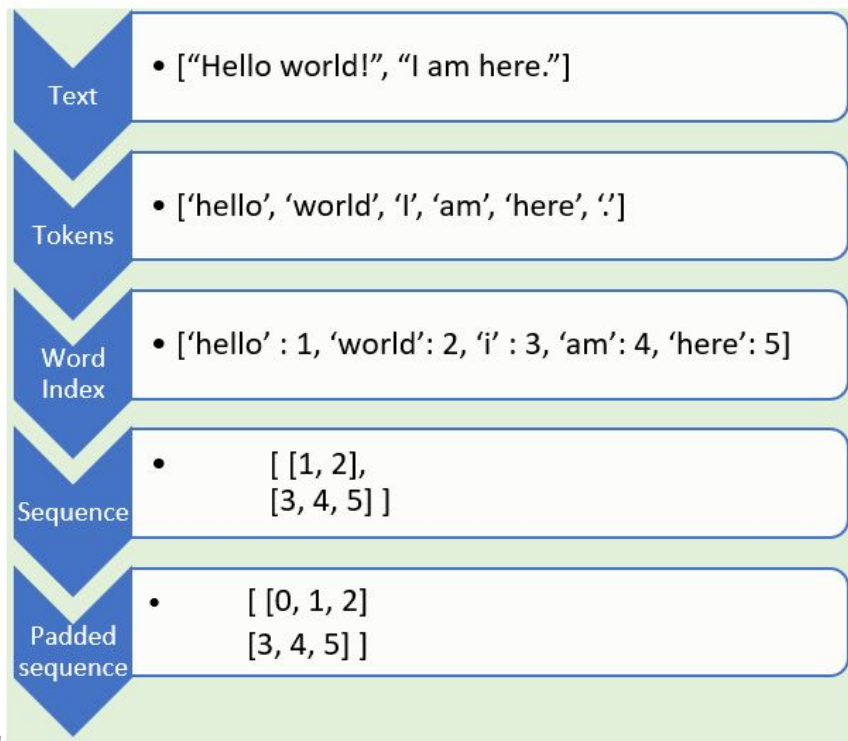 Text
• [“Hello world!”, “I am here.”]
Tokens
• [‘hello’, ‘world’, ‘I’, ‘am’, ‘here’, ‘.’]
Word
Index
• [‘hello’ : 1, ‘world’: 2, ‘i’ : 3, ‘am’: 4, ‘here’: 5]
Sequence
• [ [1, 2],
[3, 4, 5] ]
Padded
sequence
• [ [0, 1, 2]
[3, 4, 5] ]